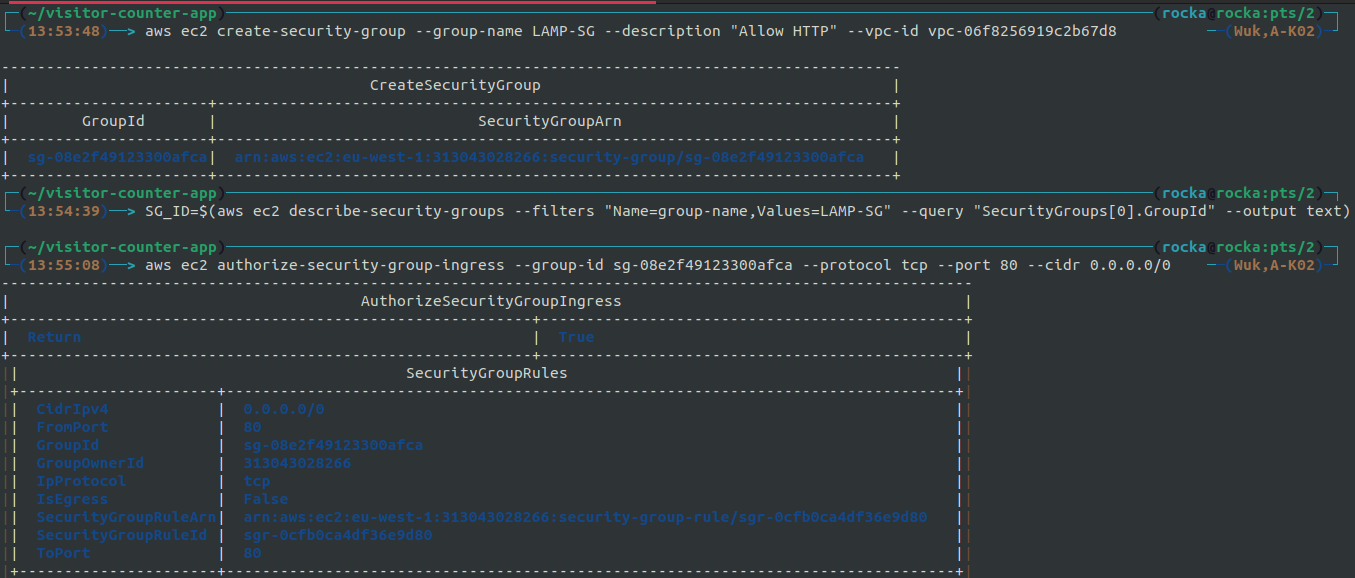 (~/visitor-counter-app) (rocka@rocka:pts/2)
(13:53:48)──> aws ec2 create-security-group --group-name LAMP-SG --description "Allow HTTP" --vpc-id vpc-06f8256919c2b67d8 (Wuk,A-K02)
CreateSecurityGroup
GroupId | SecurityGroupArn
sg-08e2f49123300afca | arn:aws:ec2:eu-west-1:313043028266:security-group/sg-08e2f49123300afca
(~/visitor-counter-app) (rocka@rocka:pts/2)
(13:54:39)──> SG_ID=$(aws ec2 describe-security-groups --filters "Name=group-name,Values=LAMP-SG" --query "SecurityGroups[0].GroupId" --output text)
(~/visitor-counter-app) (rocka@rocka:pts/2)
(13:55:08)──> aws ec2 authorize-security-group-ingress --group-id sg-08e2f49123300afca --protocol tcp --port 80 --cidr 0.0.0.0/0 (Wuk,A-K02)
AuthorizeSecurityGroupIngress
Return | True
SecurityGroupRules
CidrIpv4 | 0.0.0.0/0
FromPort | 80
GroupId | sg-08e2f49123300afca
GroupOwnerId | 313043028266
IpProtocol | tcp
IsEgress | False
SecurityGroupRuleArn | arn:aws:ec2:eu-west-1:313043028266:security-group-rule/sgr-0cfb0ca4df36e9d80
SecurityGroupRuleId | sgr-0cfb0ca4df36e9d80
ToPort | 80